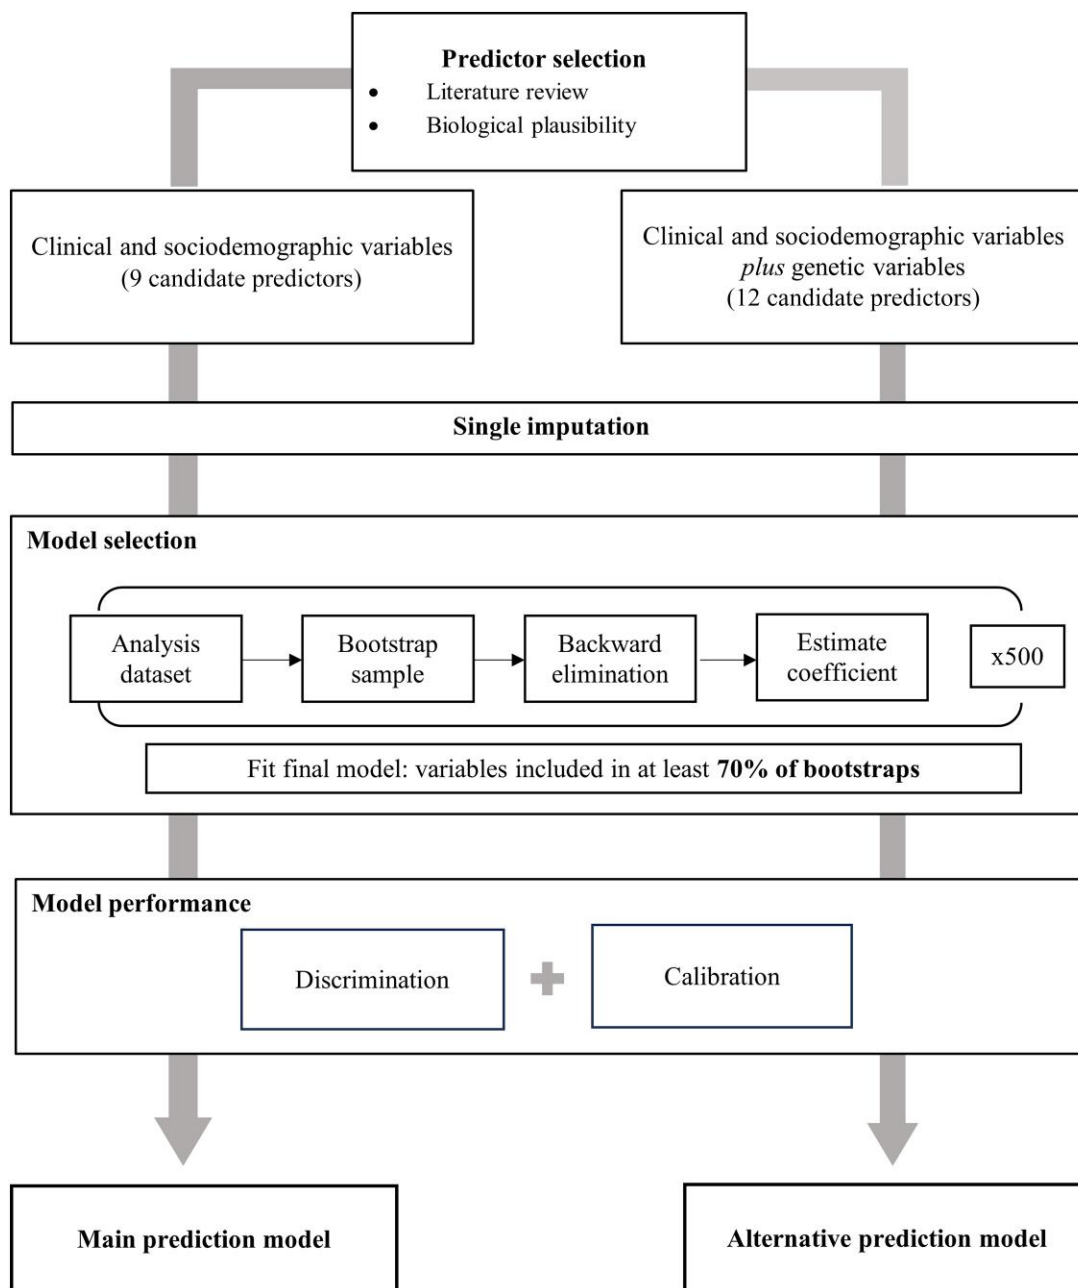 Predictor selection
• Literature review
• Biological plausibility
Clinical and sociodemographic variables
(9 candidate predictors)
Clinical and sociodemographic variables
plus genetic variables
(12 candidate predictors)
Single imputation
Model selection
Analysis
dataset
Bootstrap
sample
Backward
elimination
Estimate
coefficient
x500
Fit final model: variables included in at least 70% of bootstraps
Model performance
Discrimination
Calibration
Main prediction model
Alternative prediction model